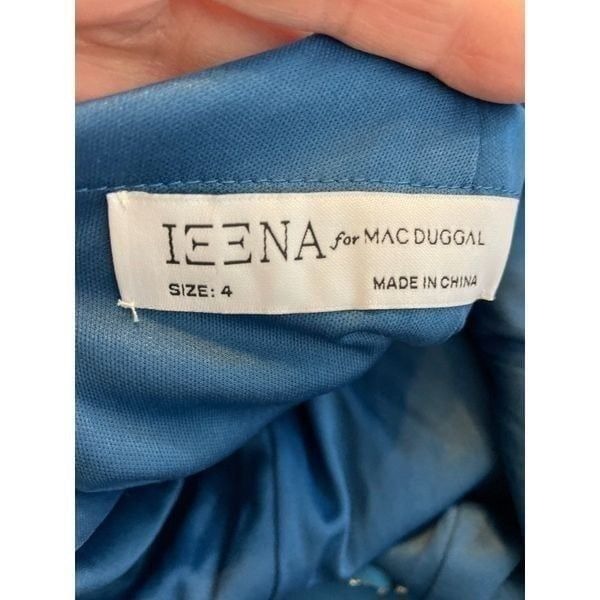 IEENA for MAC DUGGAL
SIZE: 4 MADE IN CHINA